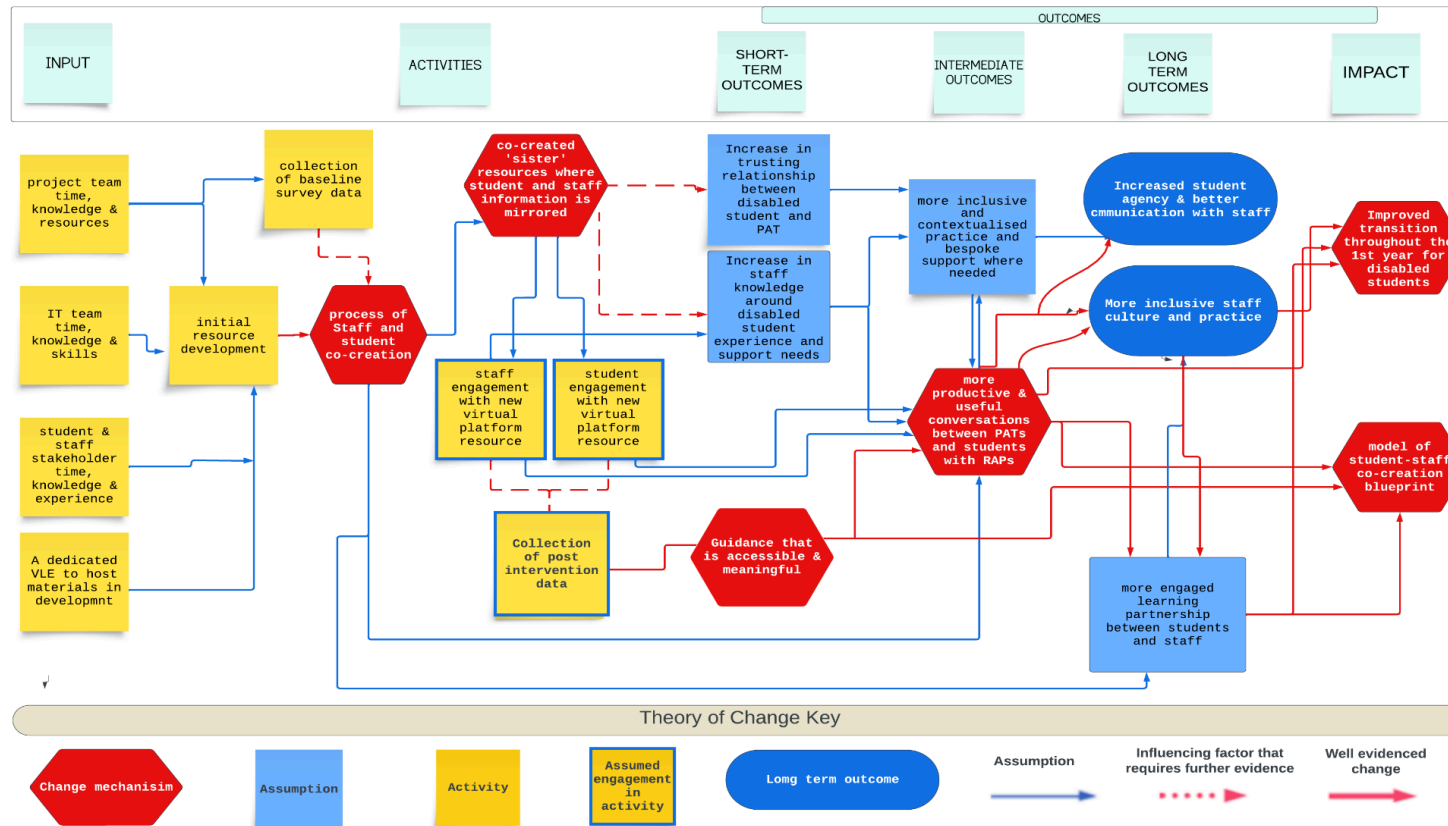 OUTCOMES
INPUT
ACTIVITIES
SHORT-
TERM
OUTCOMES
INTERMEDIATE
OUTCOMES
LONG
TERM
OUTCOMES
IMPACT
project team
time,
knowledge &
resources
collection
of baseline
survey data
co-created
'sister'
resources where
student and staff
information is
mirrored
Increase in
trusting
relationship
between
disabled
student and
PAT
more inclusive
and
contextualised
practice and
bespoke
support where
needed
Increased student
agency & better
cmmunication with staff
Improved
transition
throughout the
1st year for
disabled
students
IT team
time,
knowledge &
skills
initial
resource
development
process of
Staff and
student
co-creation
Increase in
staff
knowledge
around
disabled
student
experience and
support needs
More inclusive staff
culture and practice
staff
engagement
with new
virtual
platform
resource
student
engagement
with new
virtual
platform
resource
more
productive &
useful
conversations
between PATs
and students
with RAPs
student &
staff
stakeholder
time,
knowledge &
experience
model of
student-staff
co-creation
blueprint
A dedicated
VLE to host
materials in
developmnt
Collection
of post
intervention
data
Guidance that
is accessible &
meaningful
more engaged
learning
partnership
between students
and staff
Theory of Change Key
Change mechanisim
Assumption
Activity
Assumed
engagement
in
activity
Lomg term outcome
Assumption
Influencing factor that
requires further evidence
Well evidenced
change